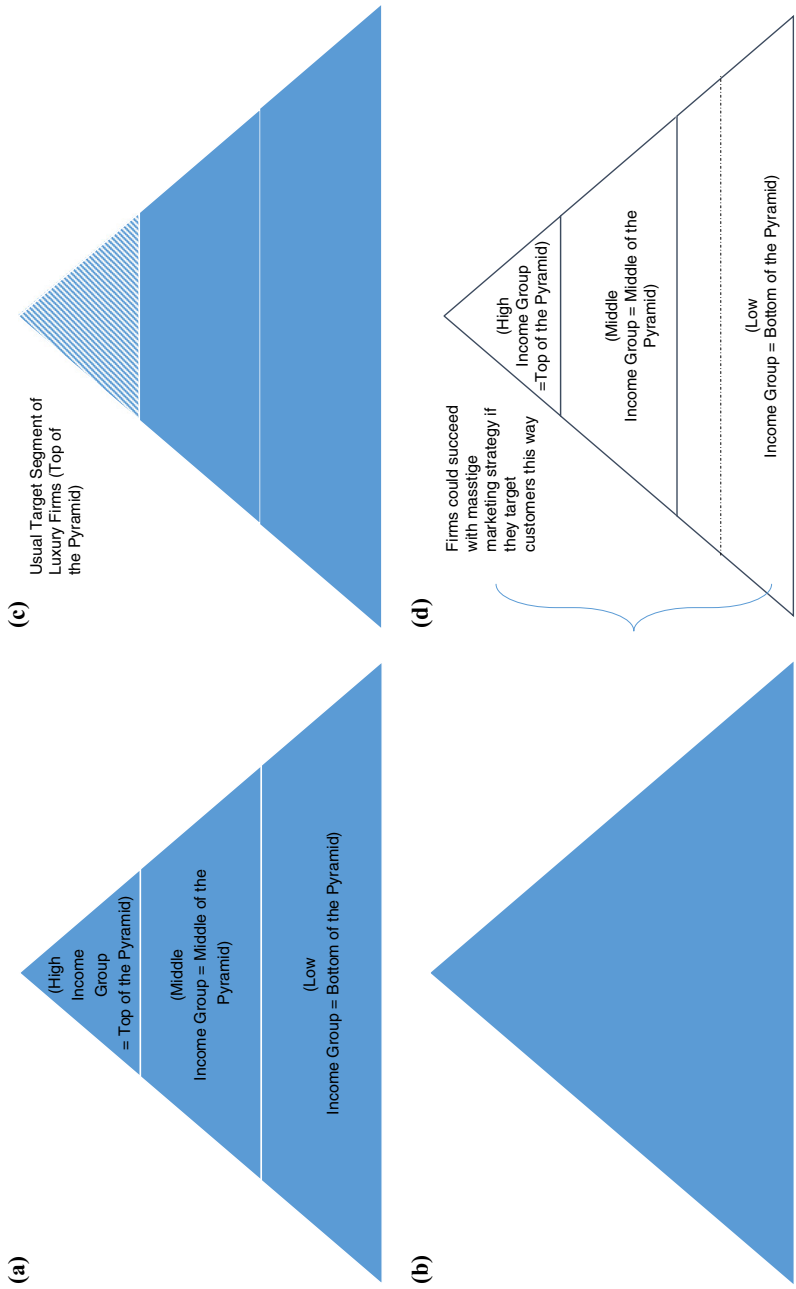 (a)
(High
Income
Group
= Top of the Pyramid)
(Middle
Income Group = Middle of the
Pyramid)
(Low
Income Group = Bottom of the Pyramid)
(b)
(c)
Usual Target Segment of
Luxury Firms (Top of
the Pyramid)
(d)
Firms could succeed
with masstige
marketing strategy if
they target
customers this way
(High
Income Group
=Top of the Pyramid)
(Middle
Income Group = Middle of the
Pyramid)
(Low
Income Group = Bottom of the Pyramid)